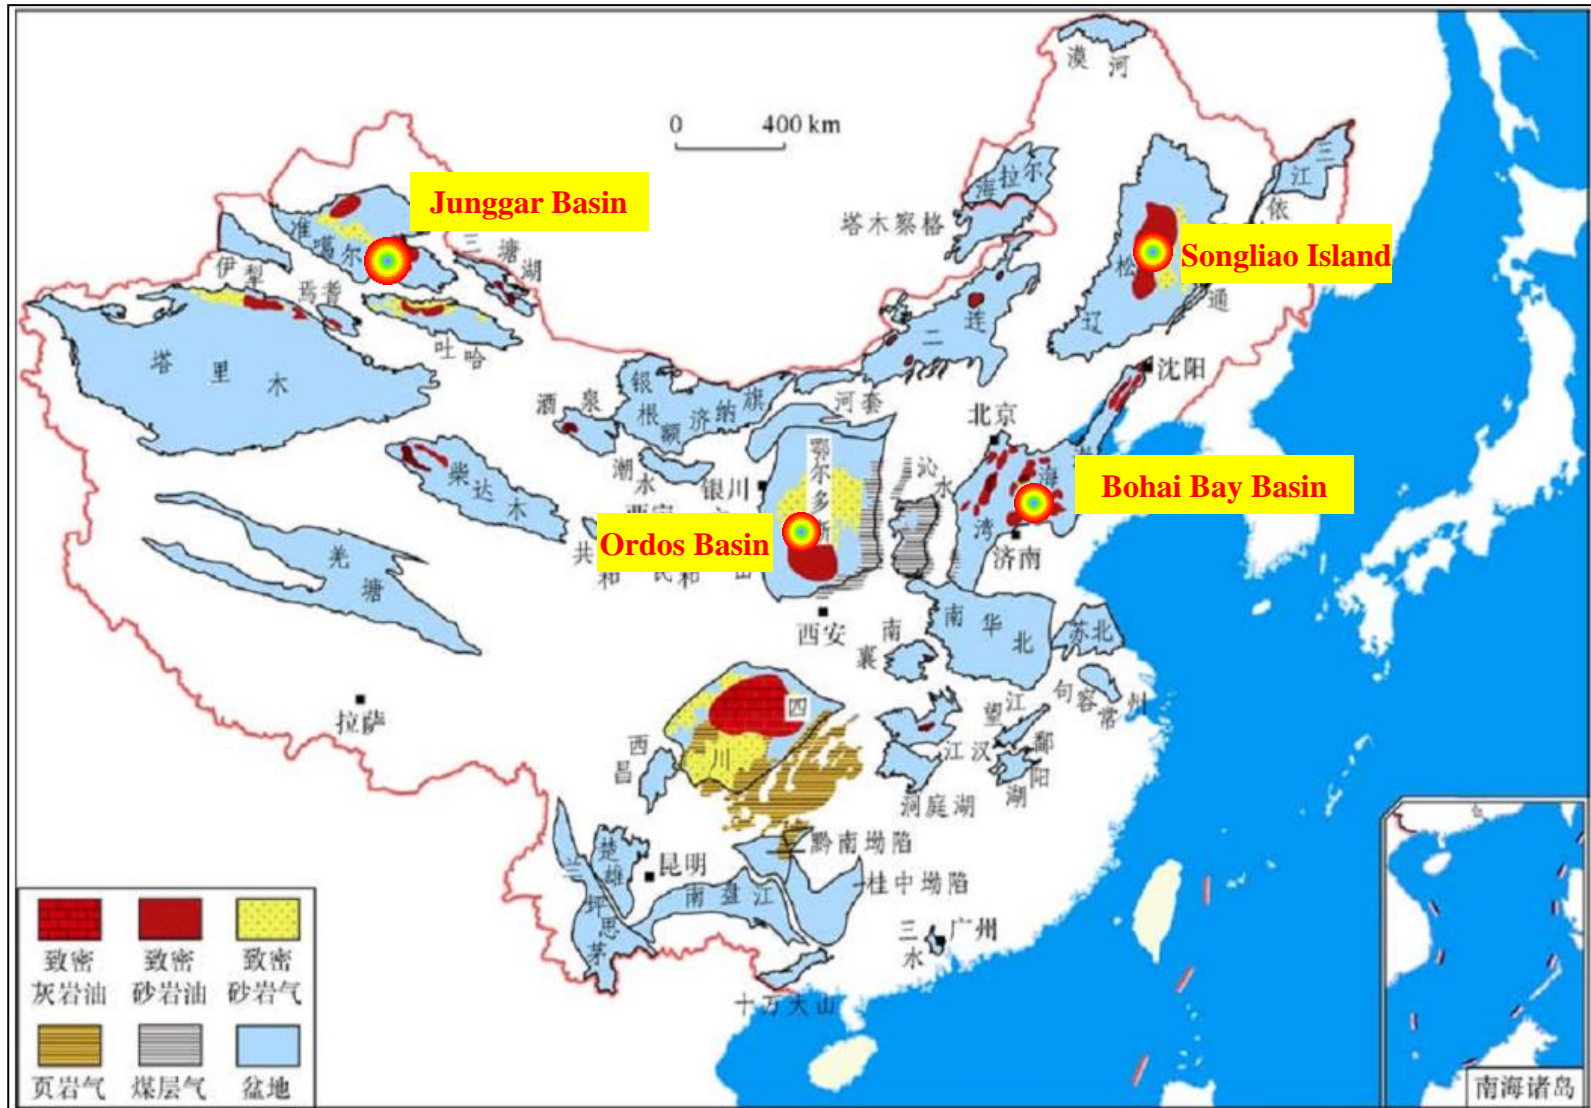 漠河
0 400 km
Junggar Basin
准噶尔
三塘湖
伊犁
焉耆
吐哈
塔里木
海拉尔
塔木察格
三江
依
通
Songliao Island
松
辽
二连
沈阳
酒泉
银根额济纳旗
河套
北京
潮水
柴达木
银川
鄂尔多斯
沁水
海
湾
Bohai Bay Basin
济南
Ordos Basin
共和
民和
西安
羌塘
南华北
南襄
苏北
句容常州
拉萨
四川
望江
江汉
鄱阳湖
洞庭湖
西昌
黔南坳陷
桂中坳陷
楚雄
昆明
兰坪思茅
南盘江
三水
广州
十万大山
致密灰岩油
致密砂岩油
致密砂岩气
页岩气
煤层气
盆地
南海诸岛